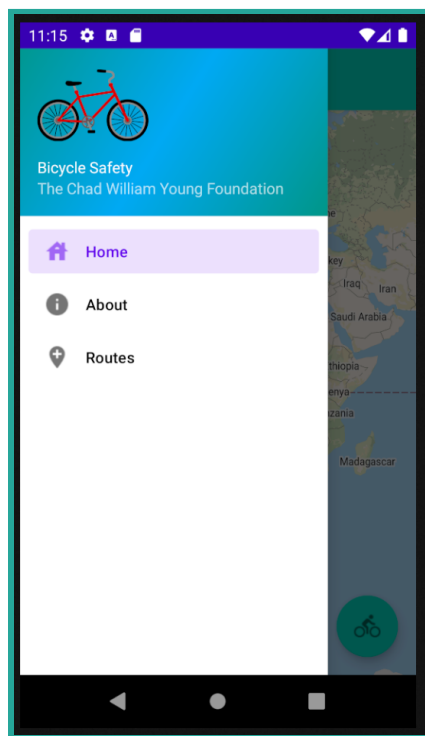 11:15
Bicycle Safety
The Chad William Young Foundation
Home
About
Routes
key
Iraq
Iran
Saudi Arabia
thiopia
enya
zania
Madagascar